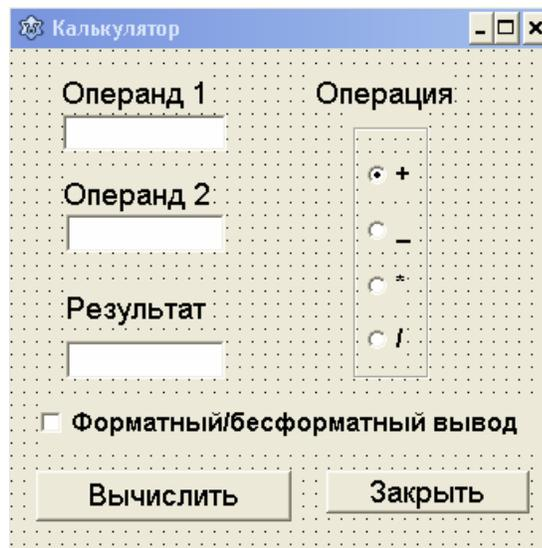 Калькулятор
Операнд 1
Операция
+
Операнд 2
_
*
Результат
/
Форматный/бесформатный вывод
Вычислить
Закрыть